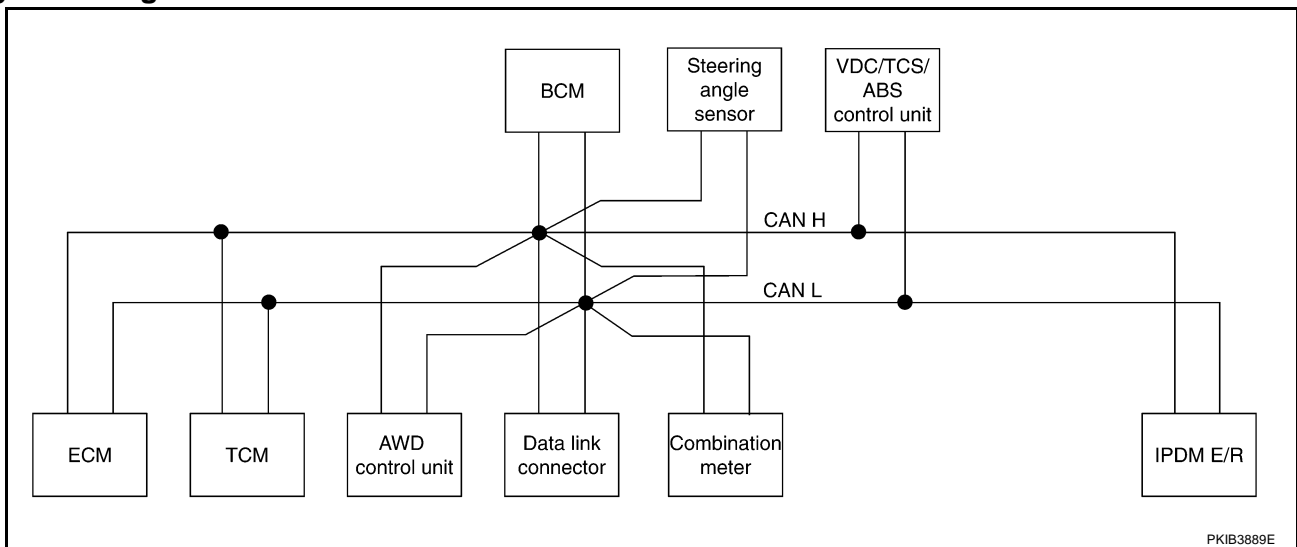 BCM
Steering
angle
sensor
VDC/TCS/
ABS
control unit
CAN H
CAN L
ECM
TCM
AWD
control unit
Data link
connector
Combination
meter
IPDM E/R
PKIB3889E